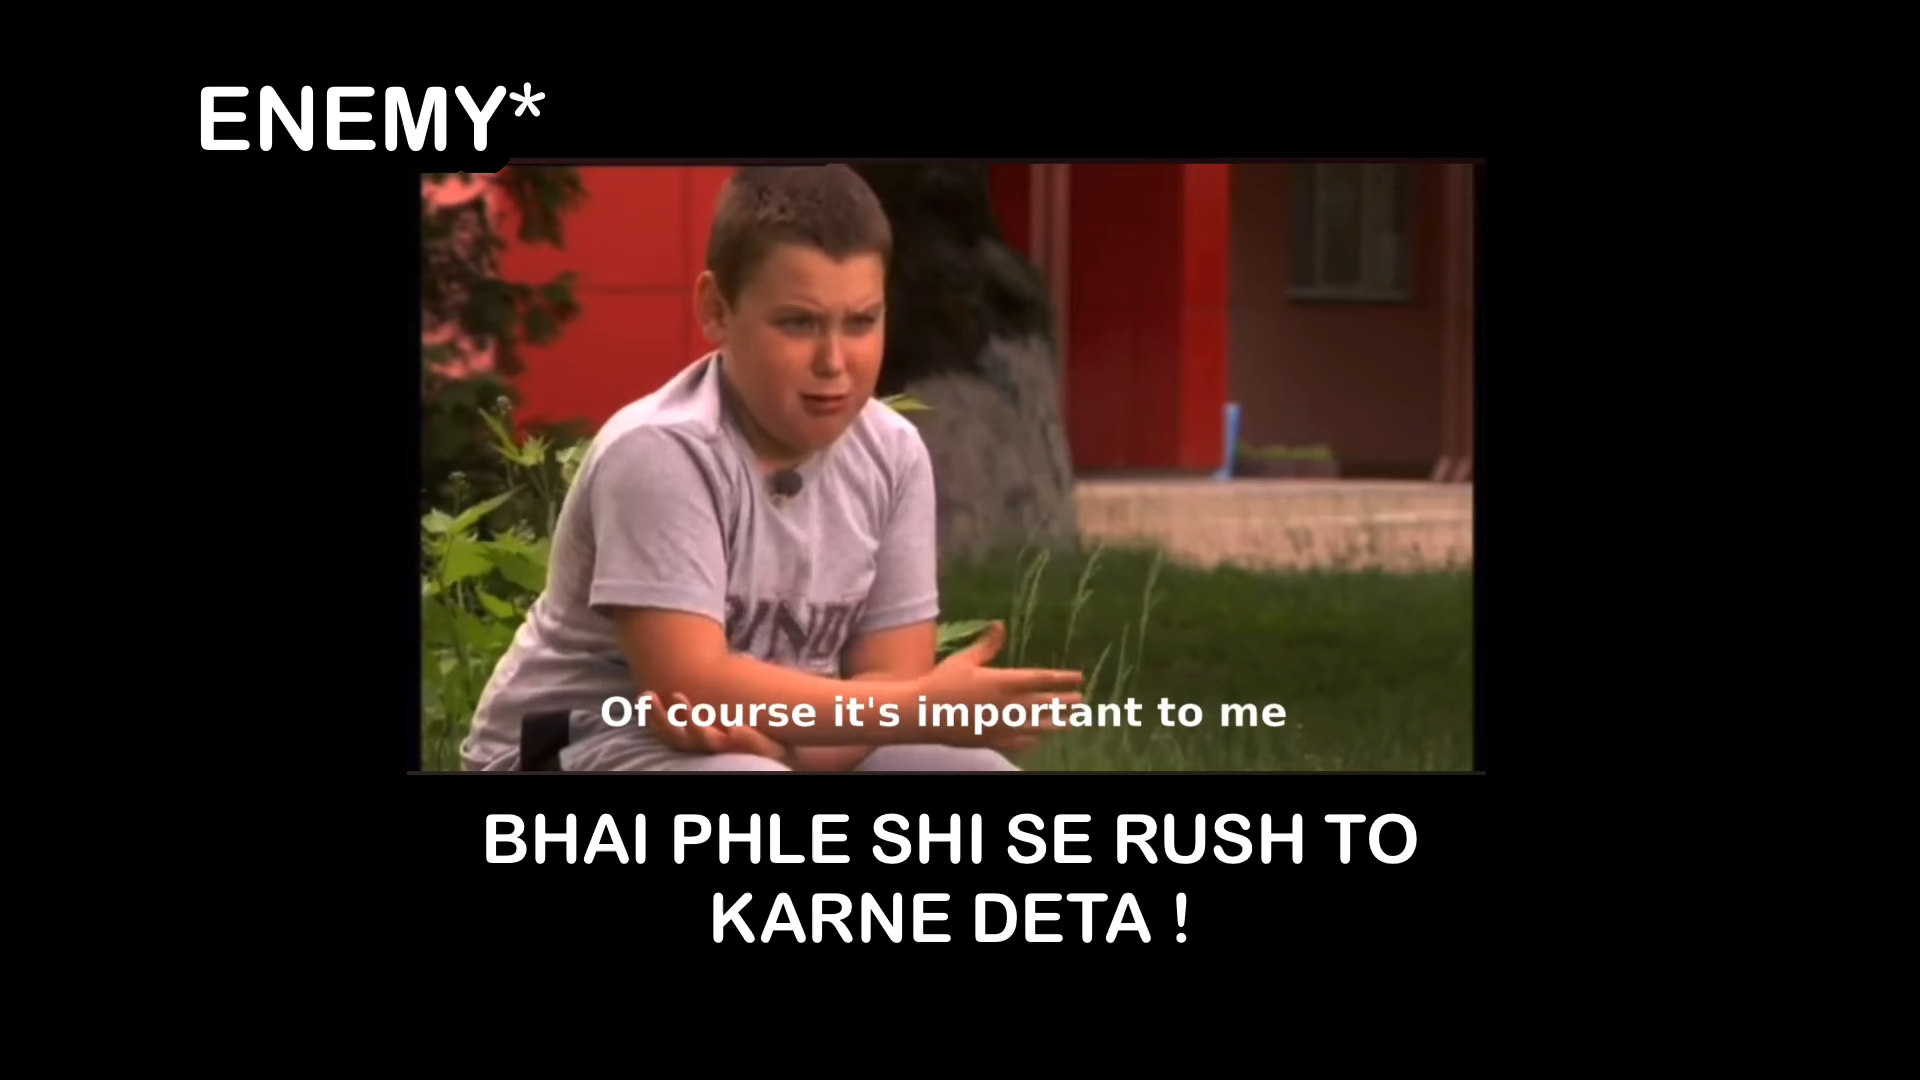 ENEMY*
Of course it's important to me
BHAI PHLE SHI SE RUSH TO
KARNE DETA !